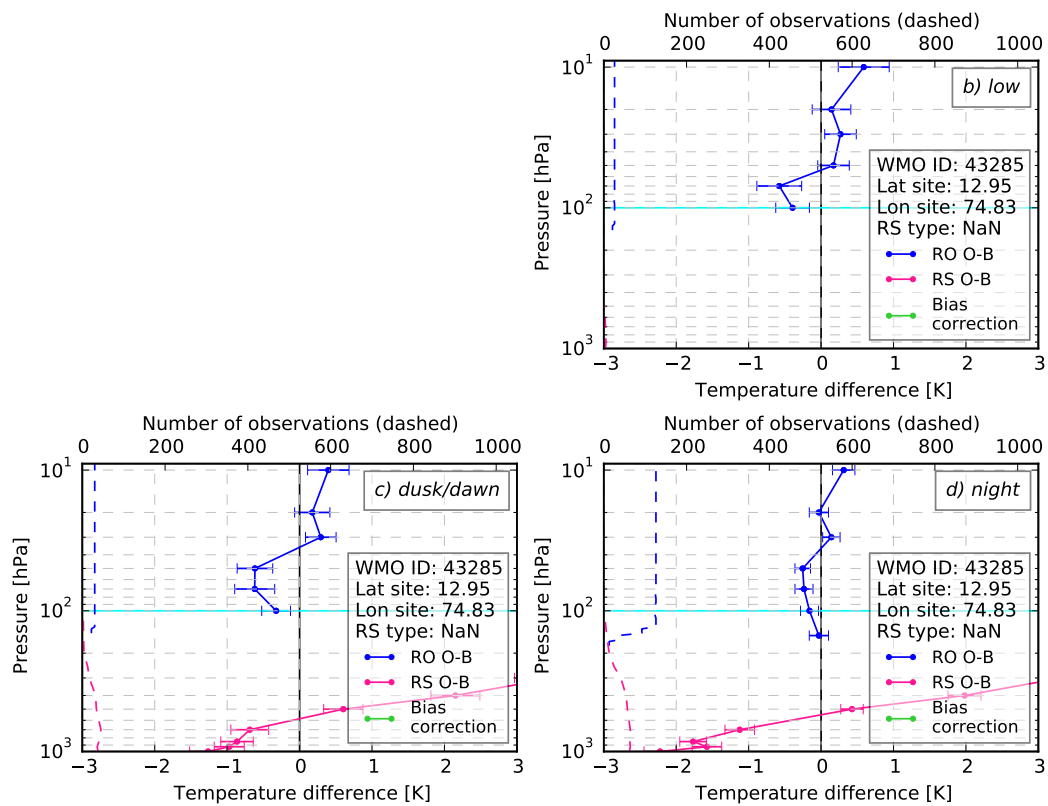 Number of observations (dashed)
0 200 400 600 800 1000
10¹
10²
10³
Pressure [hPa]
b) low
WMO ID: 43285
Lat site: 12.95
Lon site: 74.83
RS type: NaN
RO O-B
RS O-B
Bias
correction
−3 −2 −1 0 1 2 3
Temperature difference [K]
Number of observations (dashed)
0 200 400 600 800 1000
10¹
10²
10³
Pressure [hPa]
c) dusk/dawn
WMO ID: 43285
Lat site: 12.95
Lon site: 74.83
RS type: NaN
RO O-B
RS O-B
Bias
correction
−3 −2 −1 0 1 2 3
Temperature difference [K]
Number of observations (dashed)
0 200 400 600 800 1000
10¹
10²
10³
Pressure [hPa]
d) night
WMO ID: 43285
Lat site: 12.95
Lon site: 74.83
RS type: NaN
RO O-B
RS O-B
Bias
correction
−3 −2 −1 0 1 2 3
Temperature difference [K]